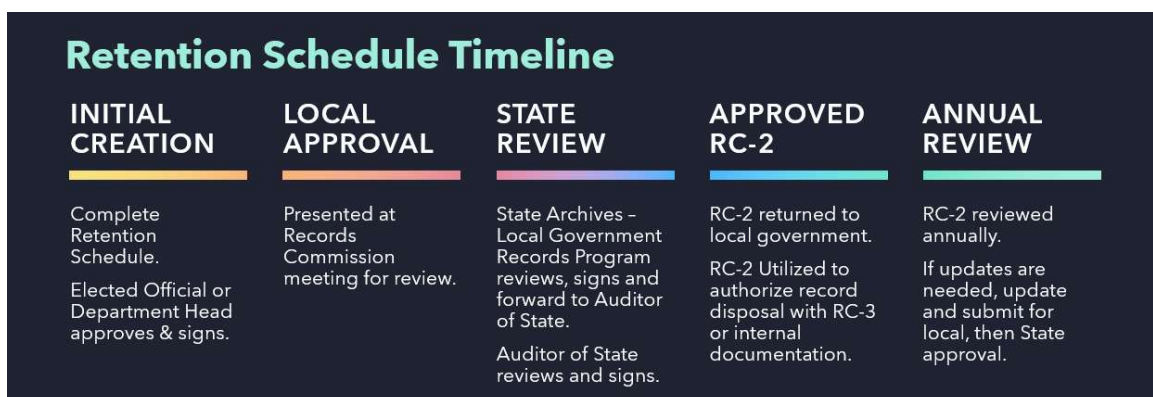 Retention Schedule Timeline
INITIAL
CREATION
Complete
Retention
Schedule.
Elected Official or
Department Head
approves & signs.
LOCAL
APPROVAL
Presented at
Records
Commission
meeting for review.
STATE
REVIEW
State Archives –
Local Government
Records Program
reviews, signs and
forward to Auditor
of State.
Auditor of State
reviews and signs.
APPROVED
RC-2
RC-2 returned to
local government.
RC-2 Utilized to
authorize record
disposal with RC-3
or internal
documentation.
ANNUAL
REVIEW
RC-2 reviewed
annually.
If updates are
needed, update
and submit for
local, then State
approval.